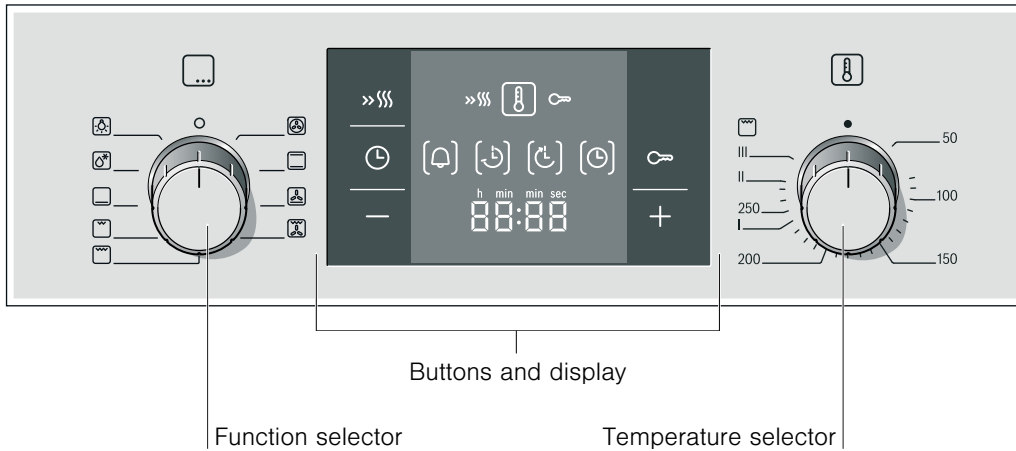 50
III
II
100
250
I
200
150
h min min sec
88:88
Buttons and display
Function selector
Temperature selector